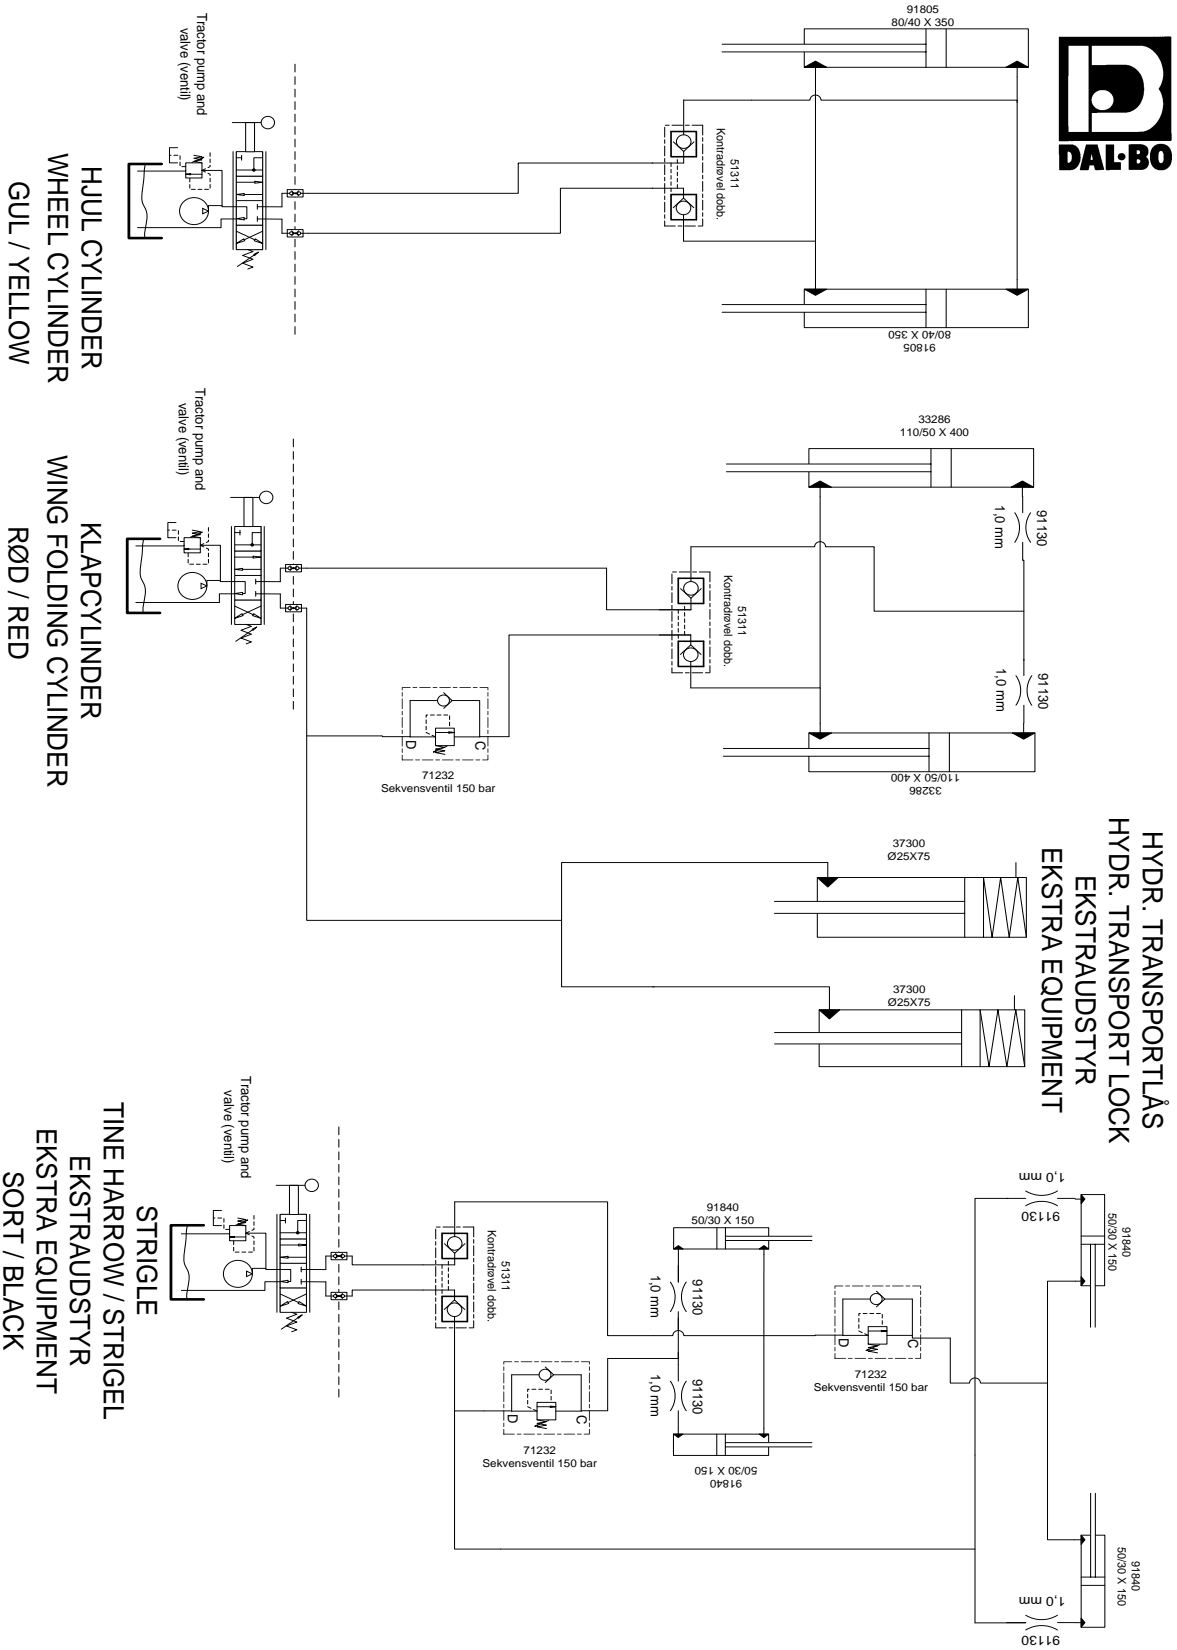 DAL·BO
91805
80/40 X 350
51311
Kontradrøvel dobb.
80/40 X 350
91805
Tractor pump and
valve (ventil)
HJUL CYLINDER
WHEEL CYLINDER
GUL / YELLOW
33286
110/50 X 400
91130
1,0 mm
51311
Kontradrøvel dobb.
91130
1,0 mm
110/50 X 400
33286
D
C
71232
Sekvensventil 150 bar
Tractor pump and
valve (ventil)
KLAPCYLINDER
WING FOLDING CYLINDER
RØD / RED
HYDR. TRANSPORTLÅS
HYDR. TRANSPORT LOCK
EKSTRAUDSTYR
EKSTRA EQUIPMENT
37300
Ø25X75
37300
Ø25X75
91840
50/30 X 150
91130
1,0 mm
91840
50/30 X 150
91130
1,0 mm
51311
Kontradrøvel dobb.
91130
1,0 mm
50/30 X 150
91840
D
C
71232
Sekvensventil 150 bar
D
C
71232
Sekvensventil 150 bar
91840
50/30 X 150
91130
1,0 mm
Tractor pump and
valve (ventil)
STRIGLE
TINE HARROW / STRIGEL
EKSTRAUDSTYR
EKSTRA EQUIPMENT
SORT / BLACK